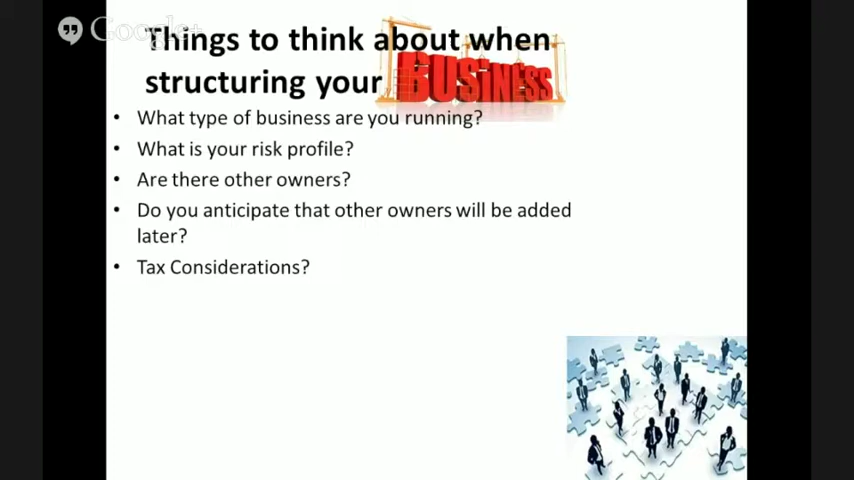 Google+
Things to think about when
structuring your BUSiNESS
• What type of business are you running?
• What is your risk profile?
• Are there other owners?
• Do you anticipate that other owners will be added
later?
• Tax Considerations?